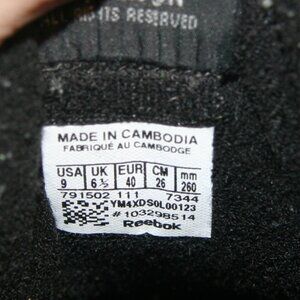 ALL RIGHTS RESERVED
MADE IN CAMBODIA
FABRIQUÉ AU CAMBODGE
USA UK EUR CM mm
9 6½ 40 26 260
791502 111 7344
YM4XDS0L00123
#103298514
Reebok